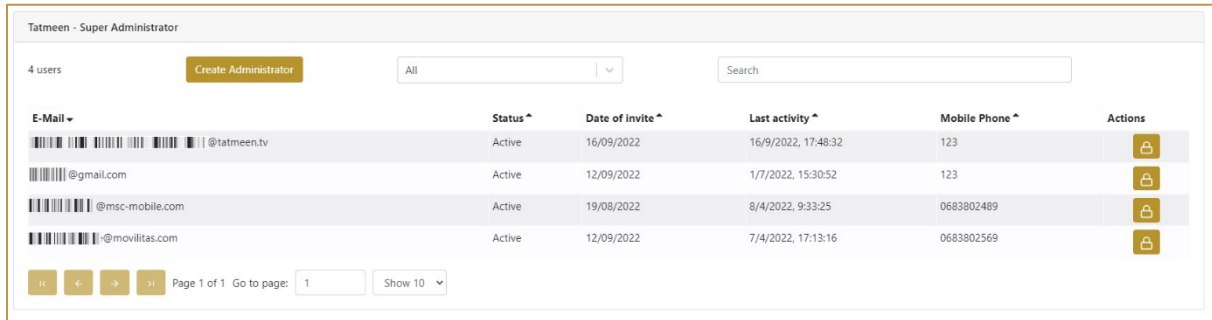 Tatmeen - Super Administrator
4 users Create Administrator All Search
E-Mail Status Date of invite Last activity Mobile Phone Actions
@tatmeen.tv Active 16/09/2022 16/9/2022, 17:48:32 123
@gmail.com Active 12/09/2022 1/7/2022, 15:30:52 123
@msc-mobile.com Active 19/08/2022 8/4/2022, 9:33:25 0683802489
@movilitas.com Active 12/09/2022 7/4/2022, 17:13:16 0683802569
Page 1 of 1 Go to page: 1 Show 10